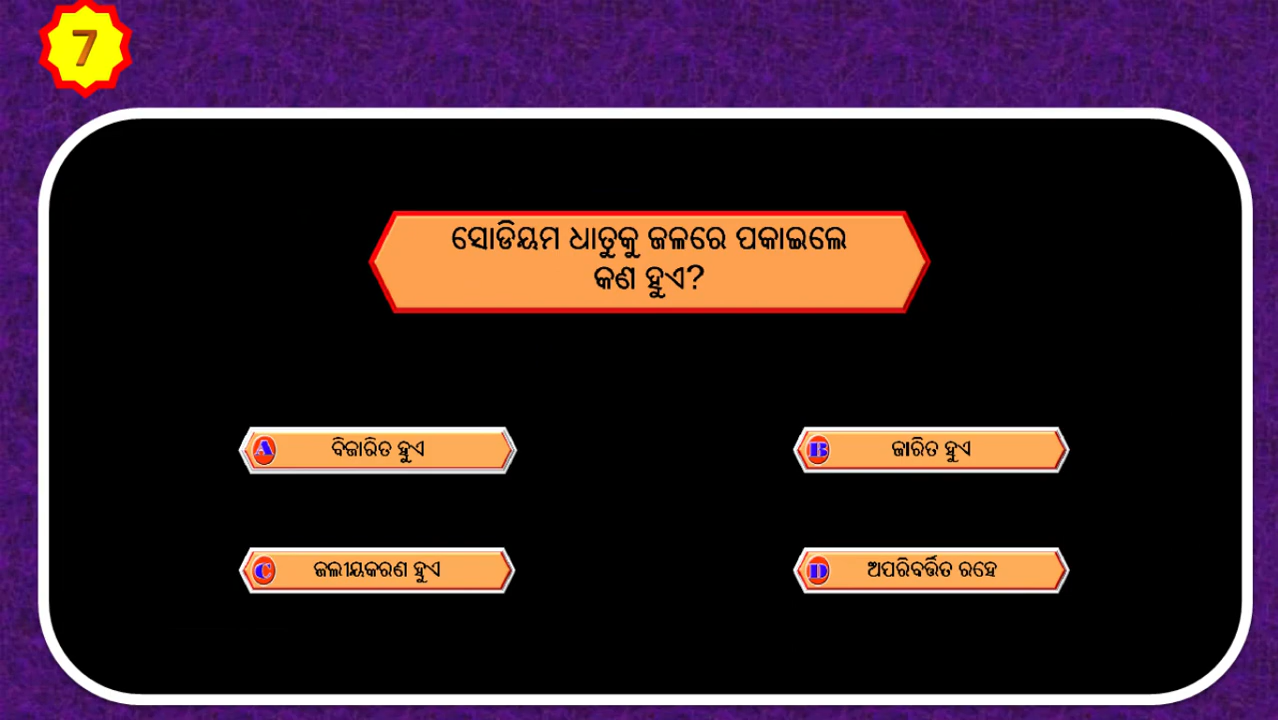 7
ସୋଡିୟମ ଧାତୁକୁ ଜଳରେ ପକାଇଲେ
କଣ ହୁଏ?
A ବିଜାରିତ ହୁଏ
B ଜାରିତ ହୁଏ
C ଜଳୀୟକରଣ ହୁଏ
D ଅପରିବର୍ତ୍ତିତ ରହେ